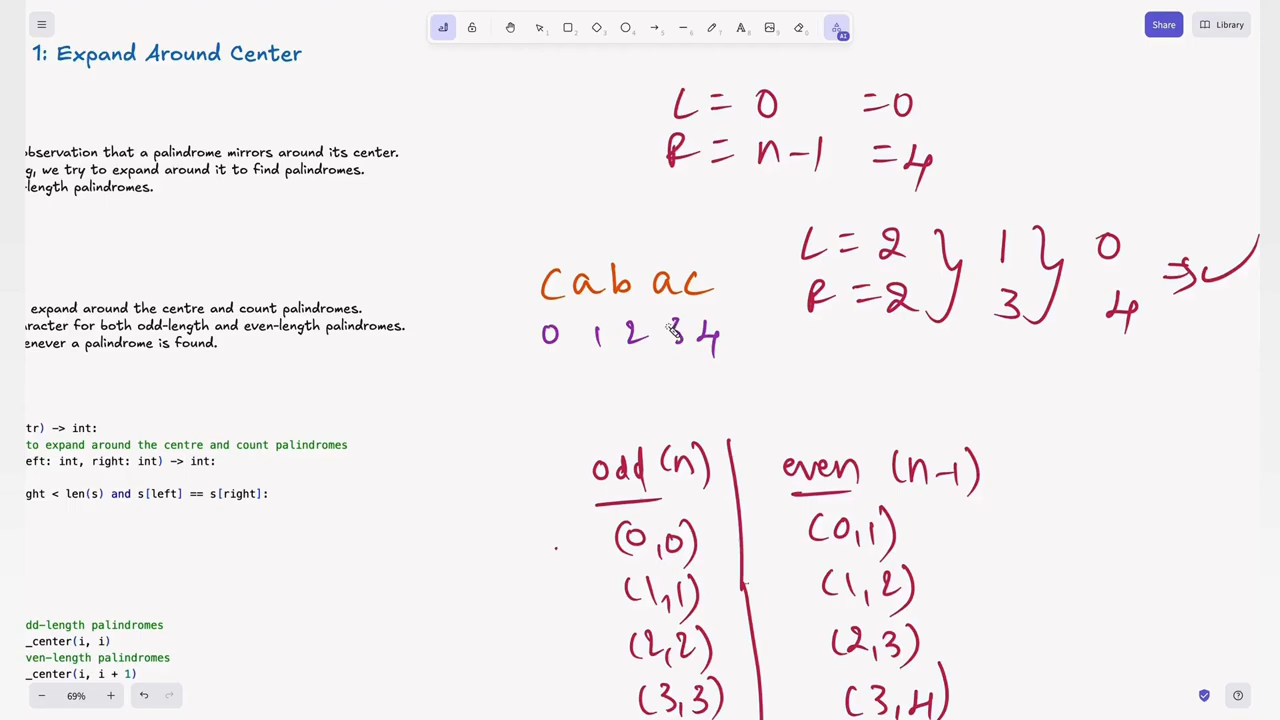 Share
Library
1: Expand Around Center
L = 0 =0
R = n-1 =4
observation that a palindrome mirrors around its center.
g, we try to expand around it to find palindromes.
length palindromes.
L = 2 } 1 } 0 ⇒ ✓
R = 2 3 4
c a b a c
0 1 2 3 4
expand around the centre and count palindromes.
aracter for both odd-length and even-length palindromes.
enever a palindrome is found.
tr) -> int:
to expand around the centre and count palindromes
eft: int, right: int) -> int:
ght < len(s) and s[left] == s[right]:
odd (n) even (n-1)
(0,0) (0,1)
(1,1) (1,2)
(2,2) (2,3)
(3,3) (3,4)
dd-length palindromes
_center(i, i)
ven-length palindromes
_center(i, i + 1)
69%